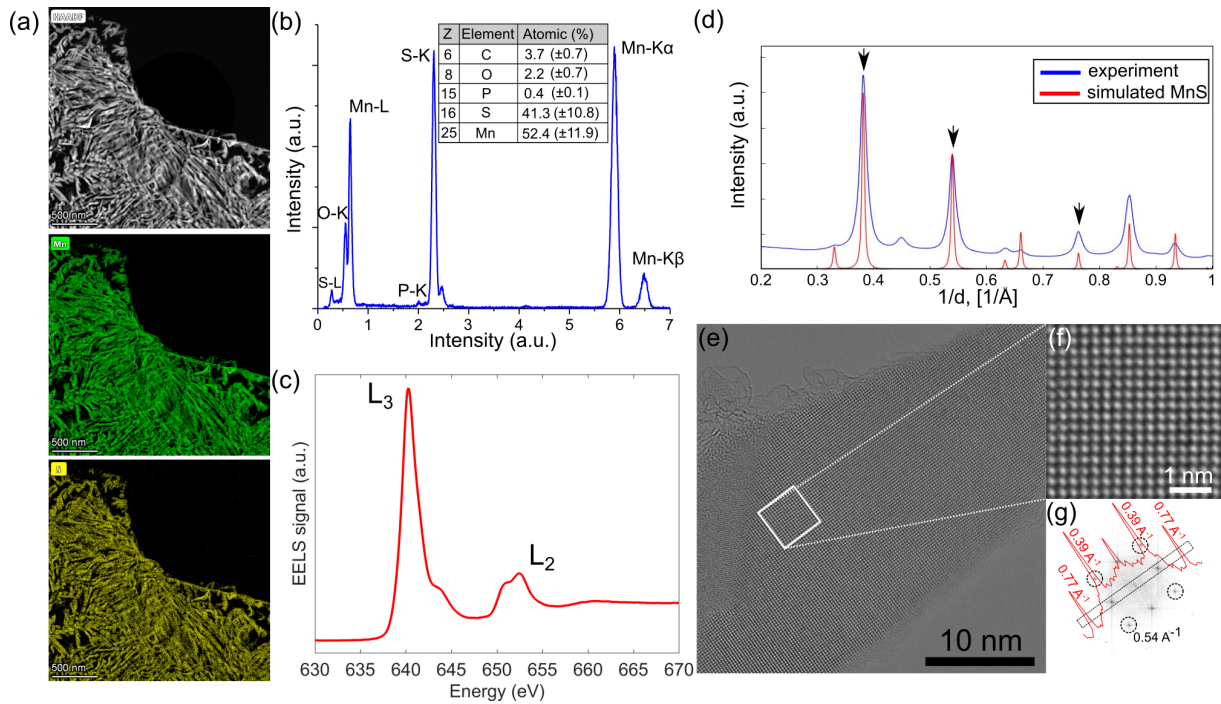 (a)
HAADF
500 nm
Mn
500 nm
S
500 nm
(b)
Intensity (a.u.)
Z Element Atomic (%)
6 C 3.7 (±0.7)
8 O 2.2 (±0.7)
15 P 0.4 (±0.1)
16 S 41.3 (±10.8)
25 Mn 52.4 (±11.9)
S-L
O-K
Mn-L
P-K
S-K
Mn-Kα
Mn-Kβ
0 1 2 3 4 5 6 7
Intensity (a.u.)
(c)
EELS signal (a.u.)
L3
L2
630 635 640 645 650 655 660 665 670
Energy (eV)
(d)
Intensity (a.u.)
experiment
simulated MnS
0.2 0.3 0.4 0.5 0.6 0.7 0.8 0.9 1
1/d, [1/Å]
(e)
10 nm
(f)
1 nm
(g)
0.77 A-1
0.39 A-1
0.39 A-1
0.77 A-1
0.54 A-1